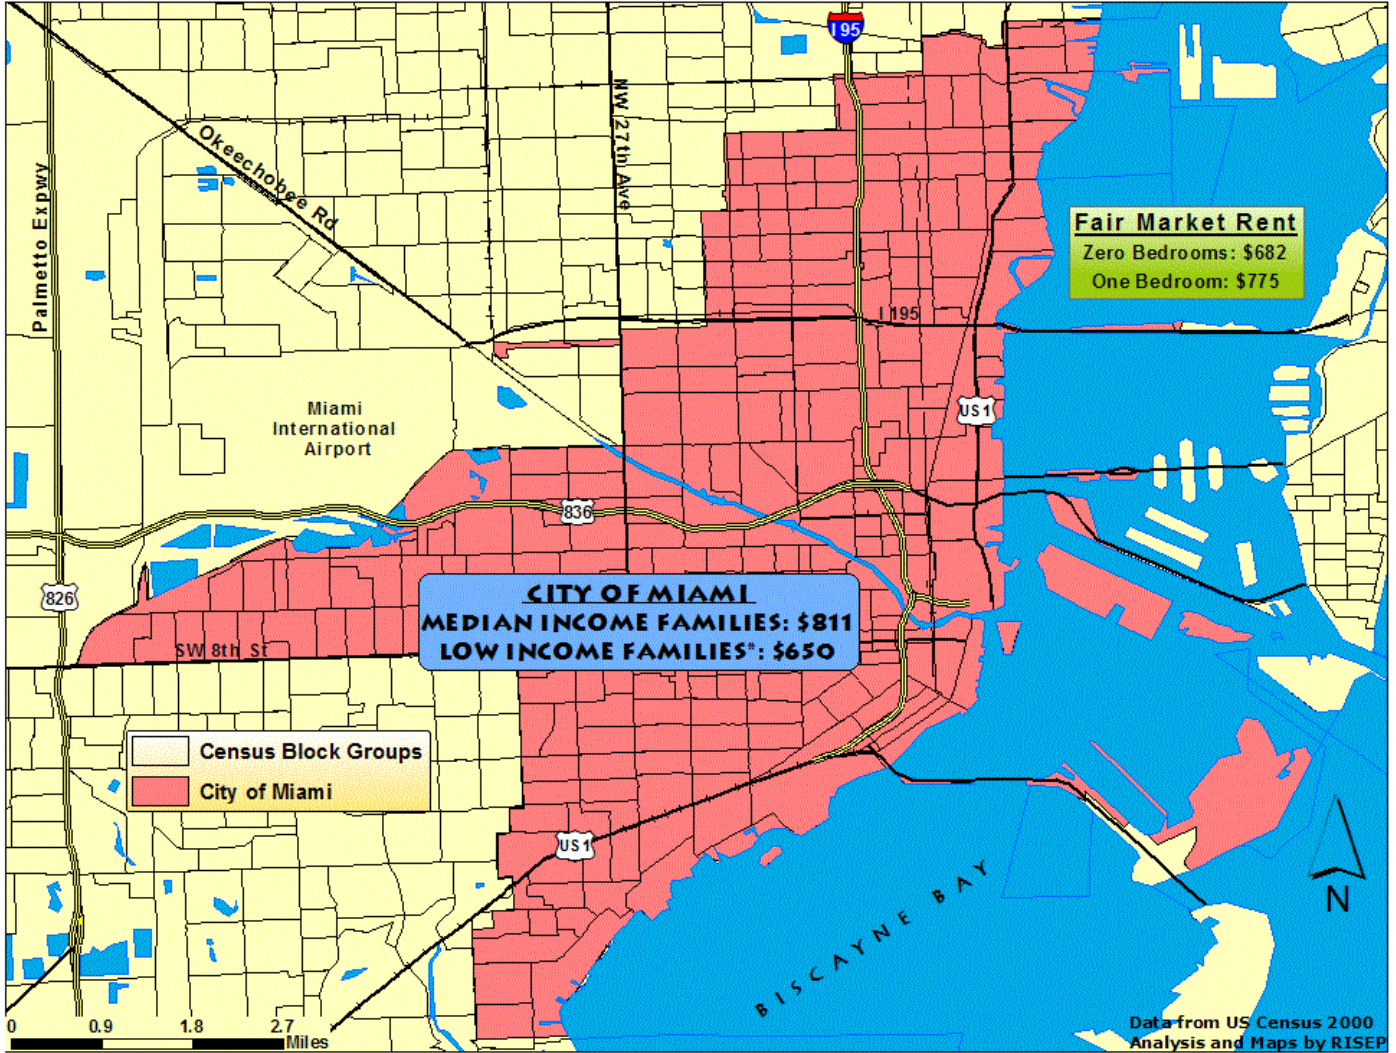 I 95
NW 27th Ave
Okeechobee Rd
Palmetto Expwy
Fair Market Rent
Zero Bedrooms: $682
One Bedroom: $775
I 195
Miami
International
Airport
US 1
836
826
CITY OF MIAMI
MEDIAN INCOME FAMILIES: $811
LOW INCOME FAMILIES*: $650
SW 8th St
Census Block Groups
City of Miami
US 1
BISCAYNE BAY
N
0 0.9 1.8 2.7
Miles
Data from US Census 2000
Analysis and Maps by RISEP